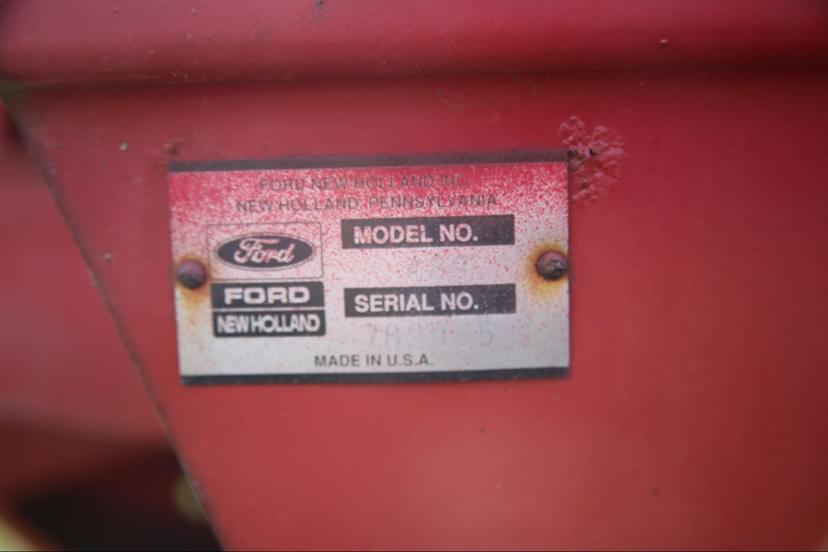 FORD NEW HOLLAND INC.
NEW HOLLAND, PENNSYLVANIA
Ford
FORD
NEW HOLLAND
MODEL NO.
SERIAL NO.
MADE IN U.S.A.